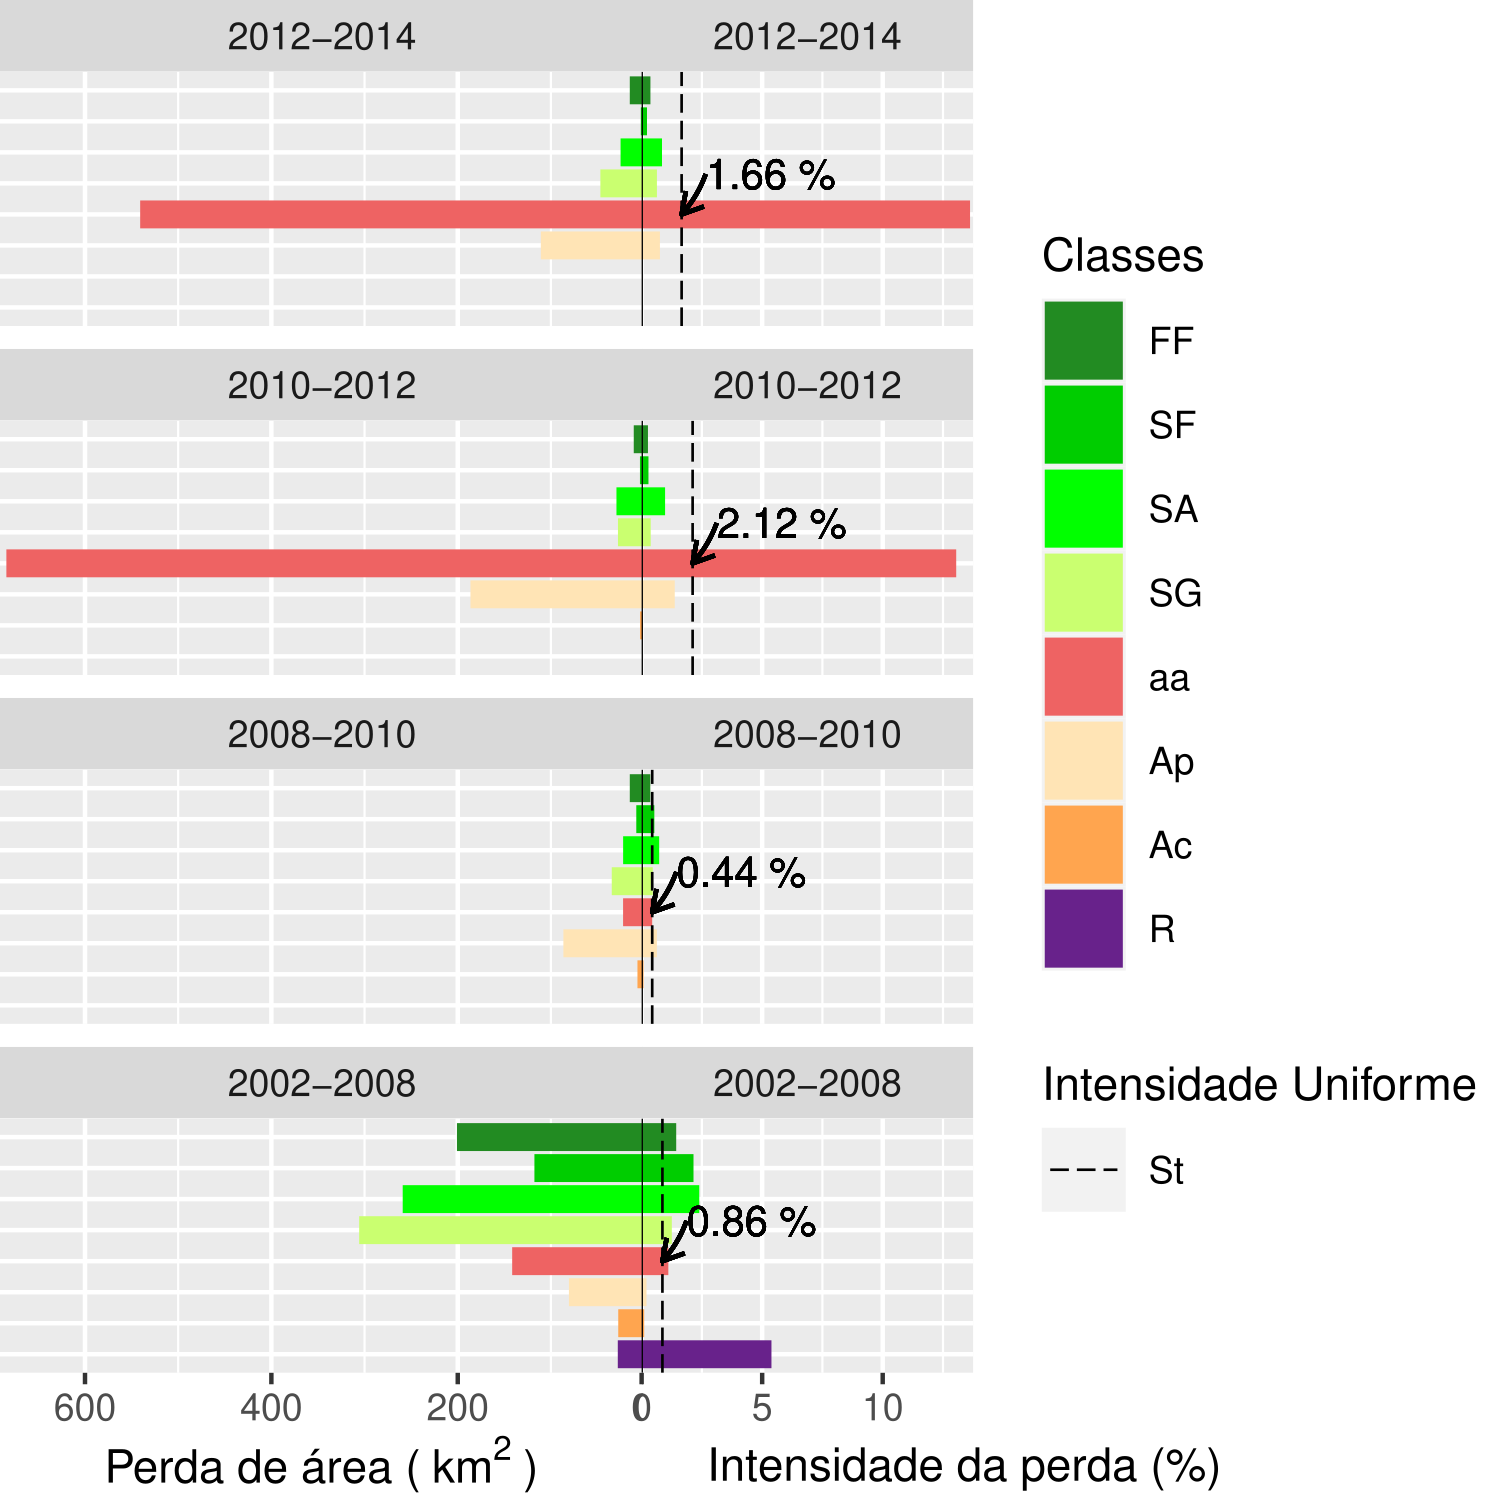 2012–2014 2012–2014
1.66 %
2010–2012 2010–2012
2.12 %
2008–2010 2008–2010
0.44 %
2002–2008 2002–2008
0.86 %
600 400 200 0 0 5 10
Perda de área ( km² ) Intensidade da perda (%)
Classes
FF
SF
SA
SG
aa
Ap
Ac
R
Intensidade Uniforme
St